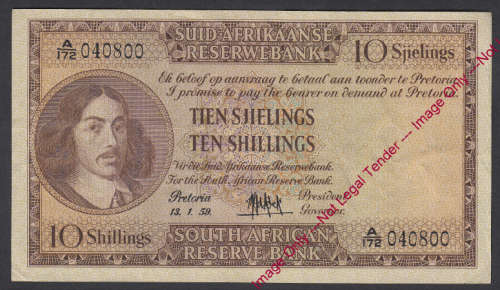 SUID-AFRIKAANSE
RESERWEBANK
A/172 040800
10 Sjielings
Ek beloof op aanvraag te betaal aan toonder te Pretoria
I promise to pay the bearer on demand at Pretoria.
TIEN SJIELINGS
TEN SHILLINGS
Vir die Suid-Afrikaanse Reserwebank.
For the South African Reserve Bank.
Pretoria
13.1.59.
President
Governor.
10 Shillings
SOUTH AFRICAN
RESERVE BANK
A/172 040800
Image Only ---Not Legal Tender --- Image Only ---Not